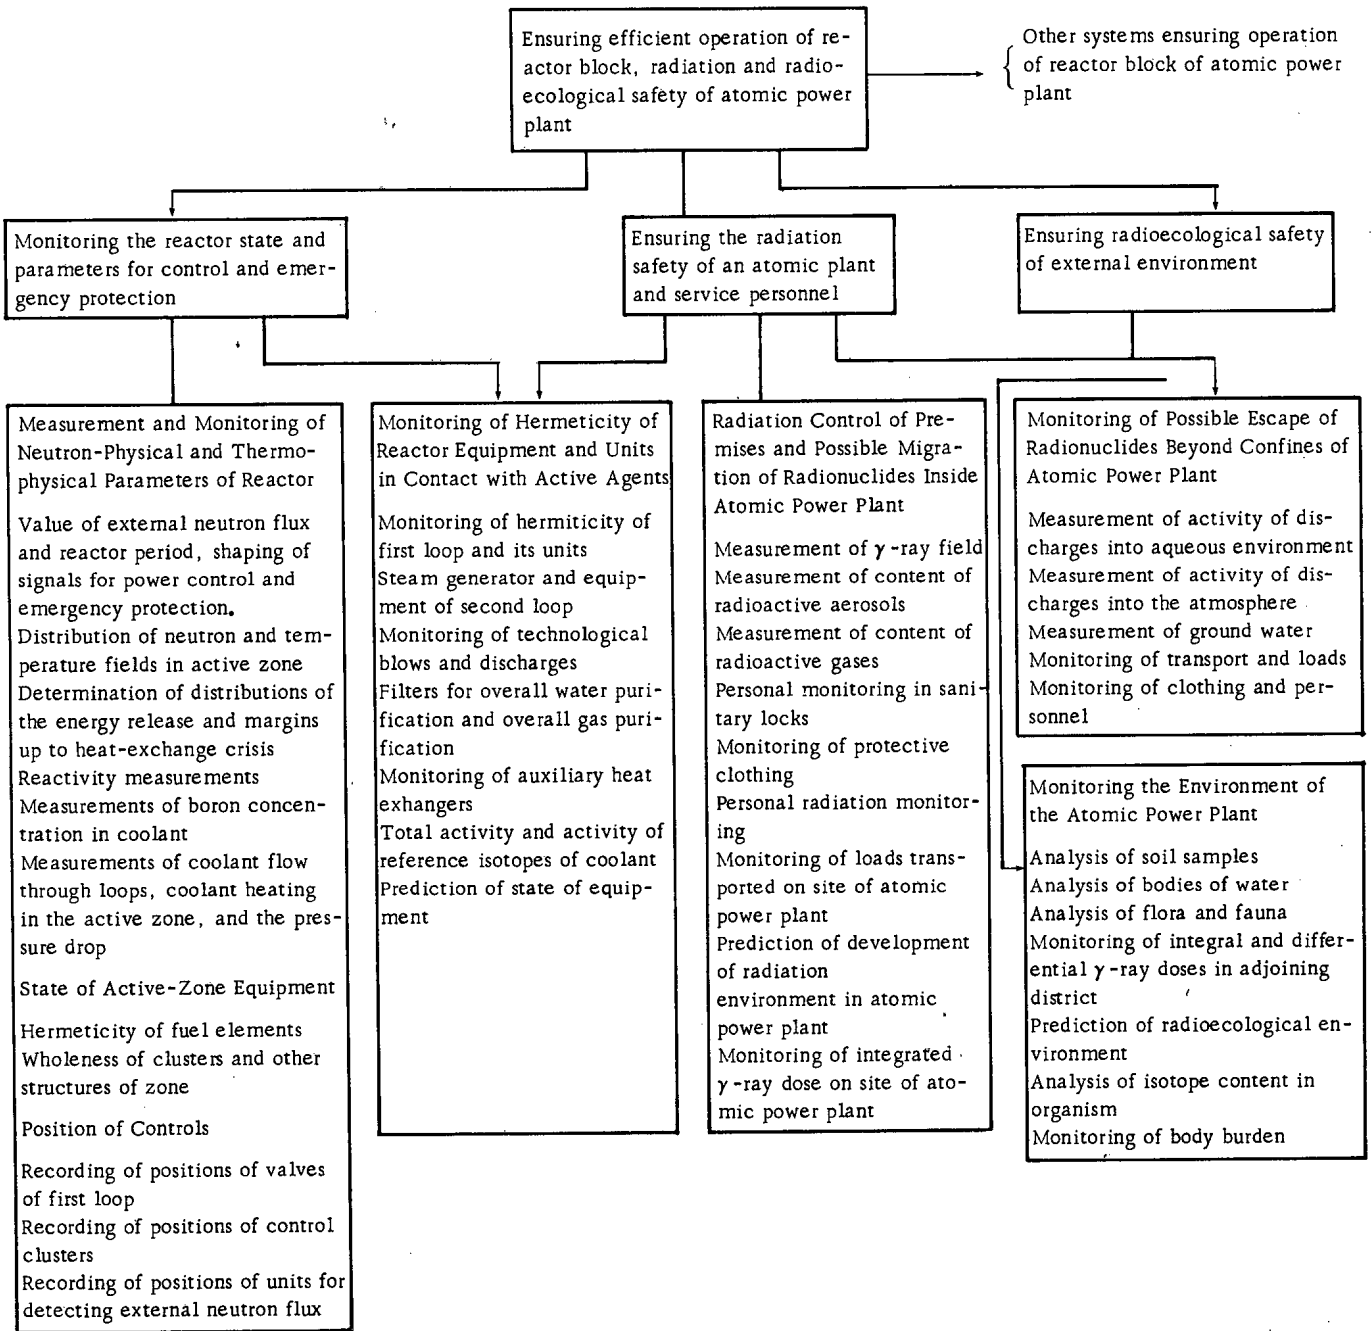 Ensuring efficient operation of re-
actor block, radiation and radio-
ecological safety of atomic power
plant
Other systems ensuring operation
of reactor block of atomic power
plant
Monitoring the reactor state and
parameters for control and emer-
gency protection
Ensuring the radiation
safety of an atomic plant
and service personnel
Ensuring radioecological safety
of external environment
Measurement and Monitoring of
Neutron-Physical and Thermo-
physical Parameters of Reactor
Value of external neutron flux
and reactor period, shaping of
signals for power control and
emergency protection.
Distribution of neutron and tem-
perature fields in active zone
Determination of distributions of
the energy release and margins
up to heat-exchange crisis
Reactivity measurements
Measurements of boron concen-
tration in coolant
Measurements of coolant flow
through loops, coolant heating
in the active zone, and the pres-
sure drop
State of Active-Zone Equipment
Hermeticity of fuel elements
Wholeness of clusters and other
structures of zone
Position of Controls
Recording of positions of valves
of first loop
Recording of positions of control
clusters
Recording of positions of units for
detecting external neutron flux
Monitoring of Hermeticity of
Reactor Equipment and Units
in Contact with Active Agents
Monitoring of hermiticity of
first loop and its units
Steam generator and equip-
ment of second loop
Monitoring of technological
blows and discharges
Filters for overall water puri-
fication and overall gas puri-
fication
Monitoring of auxiliary heat
exhangers
Total activity and activity of
reference isotopes of coolant
Prediction of state of equip-
ment
Radiation Control of Pre-
mises and Possible Migra-
tion of Radionuclides Inside
Atomic Power Plant
Measurement of γ-ray field
Measurement of content of
radioactive aerosols
Measurement of content of
radioactive gases
Personal monitoring in sani-
tary locks
Monitoring of protective
clothing
Personal radiation monitor-
ing
Monitoring of loads trans-
ported on site of atomic
power plant
Prediction of development
of radiation
environment in atomic
power plant
Monitoring of integrated
γ-ray dose on site of ato-
mic power plant
Monitoring of Possible Escape of
Radionuclides Beyond Confines of
Atomic Power Plant
Measurement of activity of dis-
charges into aqueous environment
Measurement of activity of dis-
charges into the atmosphere
Measurement of ground water
Monitoring of transport and loads
Monitoring of clothing and per-
sonnel
Monitoring the Environment of
the Atomic Power Plant
Analysis of soil samples
Analysis of bodies of water
Analysis of flora and fauna
Monitoring of integral and differ-
ential γ-ray doses in adjoining
district
Prediction of radioecological en-
vironment
Analysis of isotope content in
organism
Monitoring of body burden